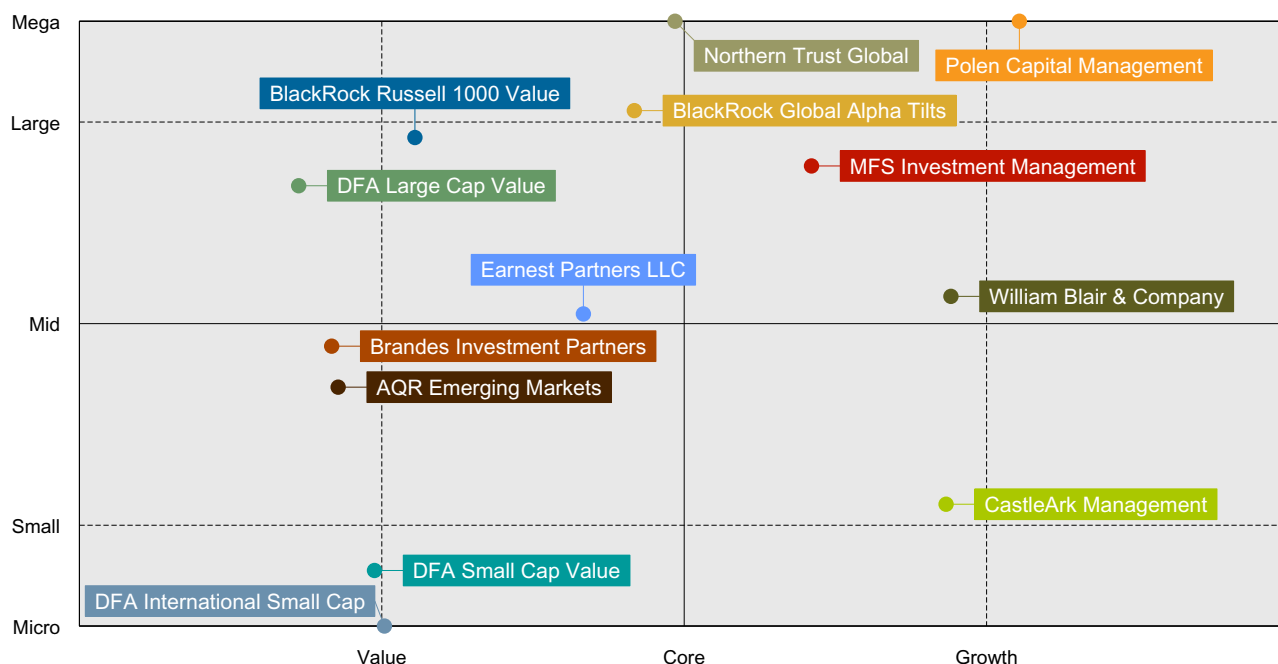 Mega
Northern Trust Global
Polen Capital Management
BlackRock Russell 1000 Value
BlackRock Global Alpha Tilts
Large
MFS Investment Management
DFA Large Cap Value
Earnest Partners LLC
William Blair & Company
Mid
Brandes Investment Partners
AQR Emerging Markets
CastleArk Management
Small
DFA Small Cap Value
DFA International Small Cap
Micro
Value
Core
Growth